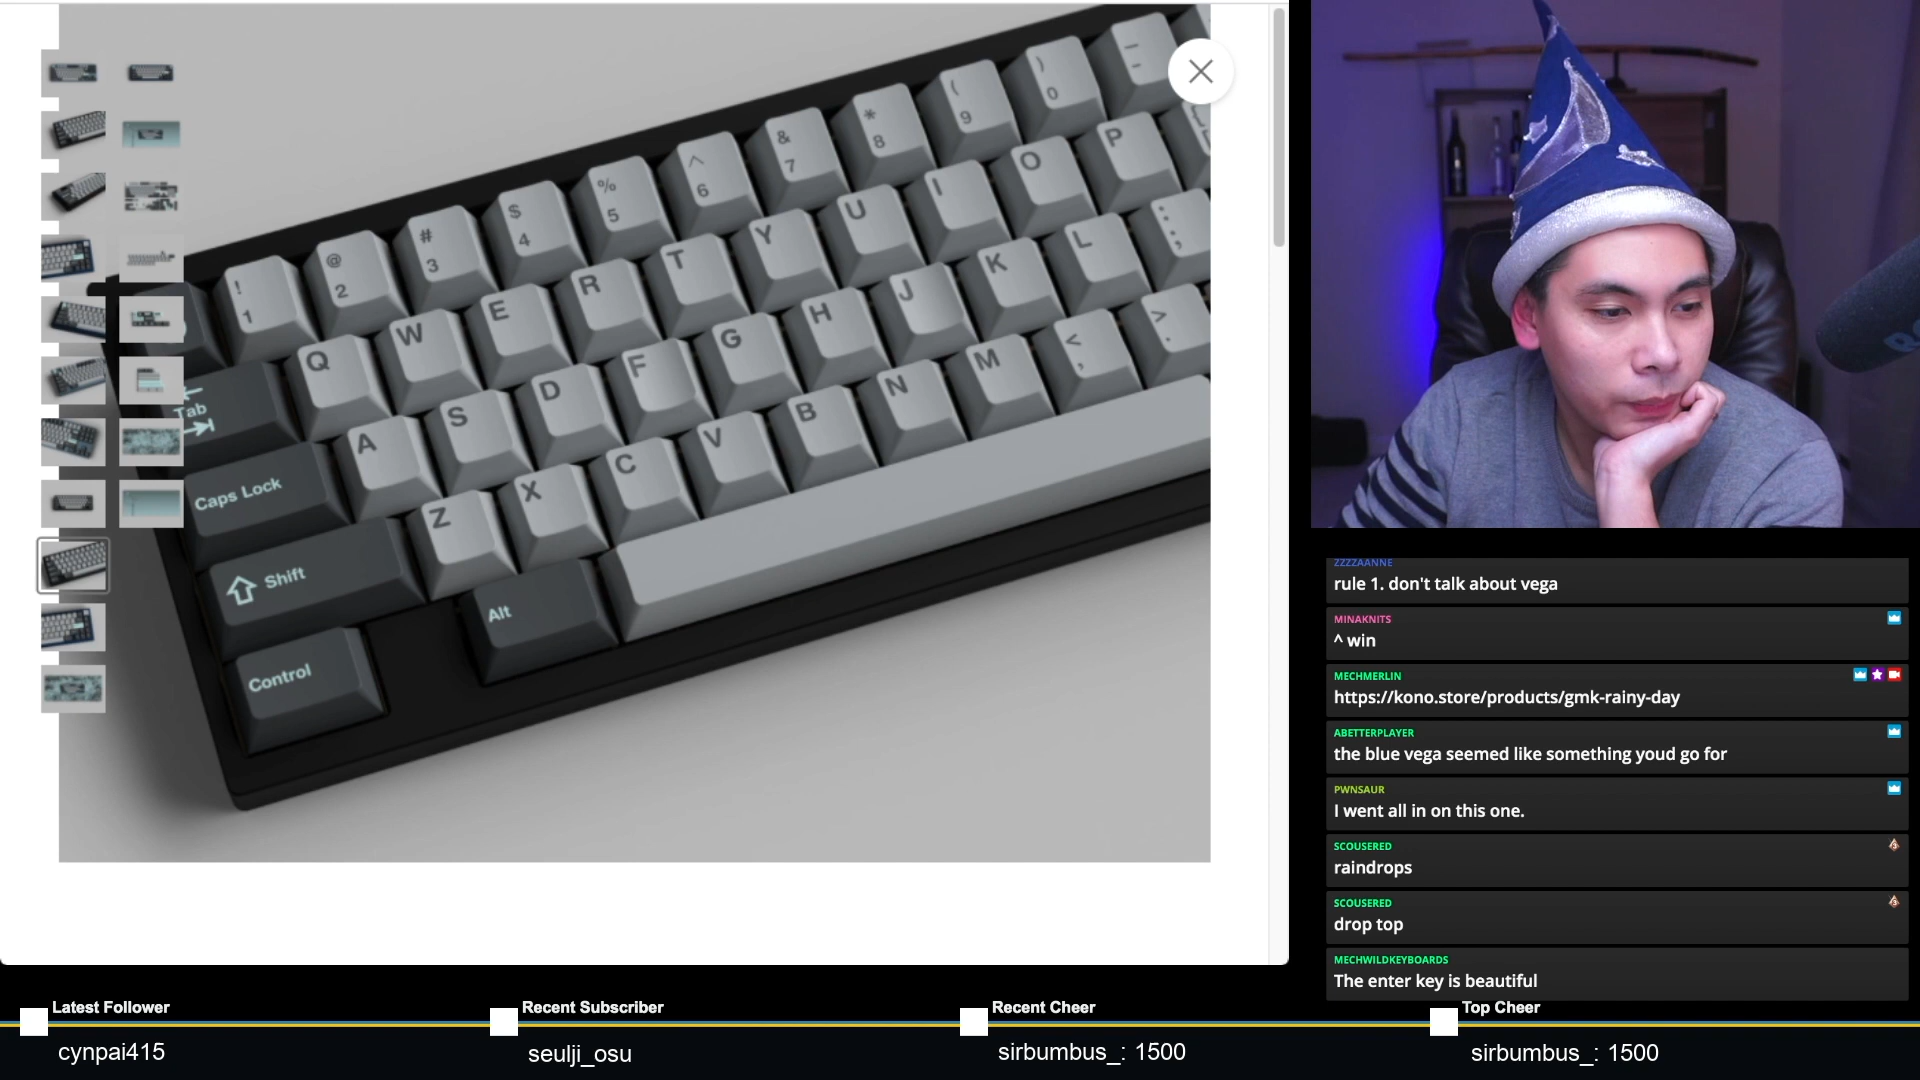 ! 1
@ 2
# 3
$ 4
% 5
^ 6
& 7
* 8
( 9
) 0
_ -
Tab
Q W E R T Y U I O P {
Caps Lock
A S D F G H J K L : ;
Shift
Z X C V B N M < , > .
Control
Alt
ZZZZAANNE
rule 1. don't talk about vega
MINAKNITS
^ win
MECHMERLIN
https://kono.store/products/gmk-rainy-day
ABETTERPLAYER
the blue vega seemed like something youd go for
PWNSAUR
I went all in on this one.
SCOUSERED
raindrops
SCOUSERED
drop top
MECHWILDKEYBOARDS
The enter key is beautiful
Latest Follower
cynpai415
Recent Subscriber
seulji_osu
Recent Cheer
sirbumbus_: 1500
Top Cheer
sirbumbus_: 1500